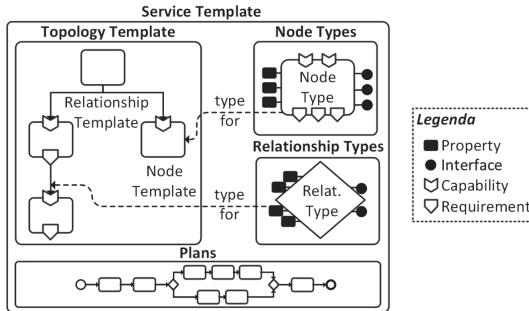 Service Template
Topology Template
Relationship
Template
Node
Template
type
for
type
for
Node Types
Node
Type
Relationship Types
Relat.
Type
Plans
Legenda
Property
Interface
Capability
Requirement